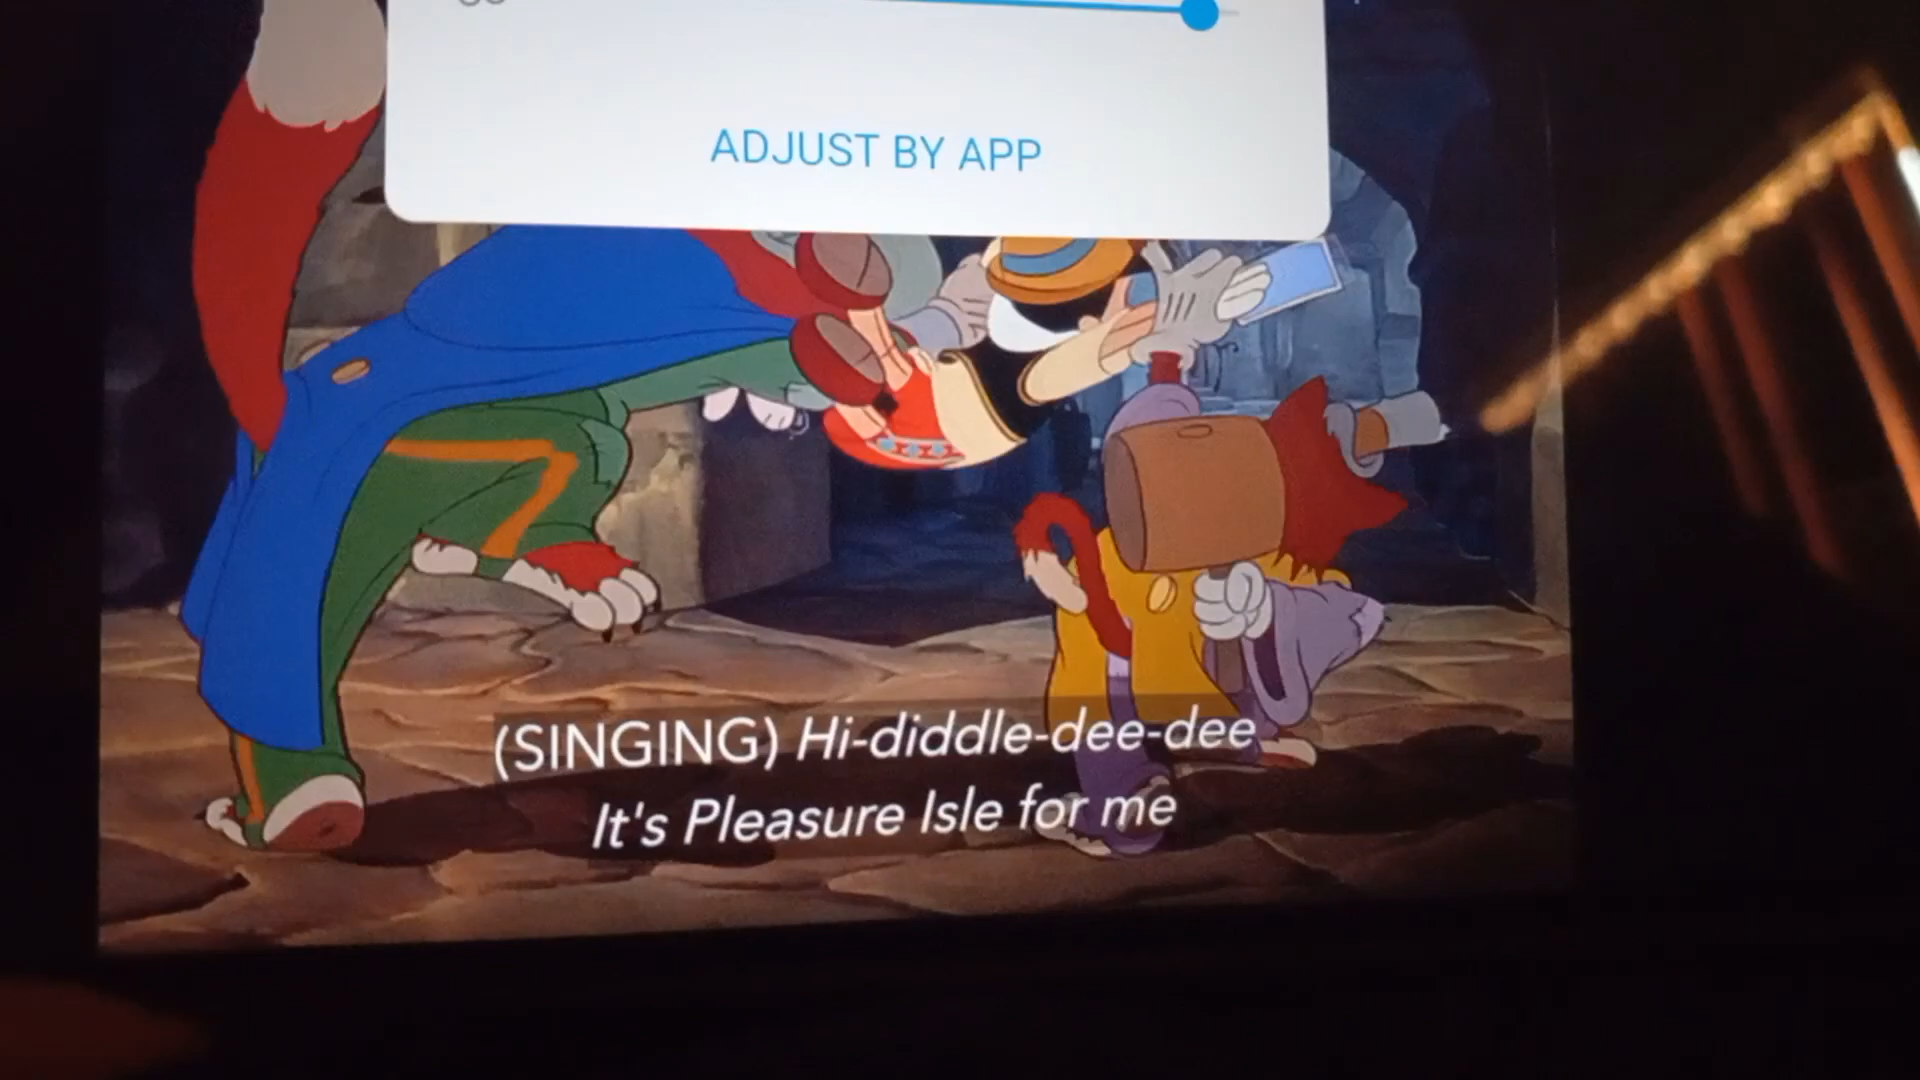 ADJUST BY APP
(SINGING) Hi-diddle-dee-dee
It's Pleasure Isle for me